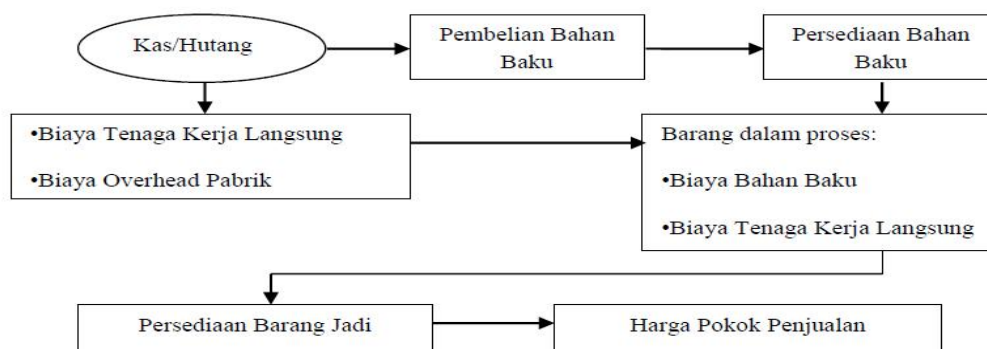 Kas/Hutang
Pembelian Bahan
Baku
Persediaan Bahan
Baku
•Biaya Tenaga Kerja Langsung
•Biaya Overhead Pabrik
Barang dalam proses:
•Biaya Bahan Baku
•Biaya Tenaga Kerja Langsung
Persediaan Barang Jadi
Harga Pokok Penjualan